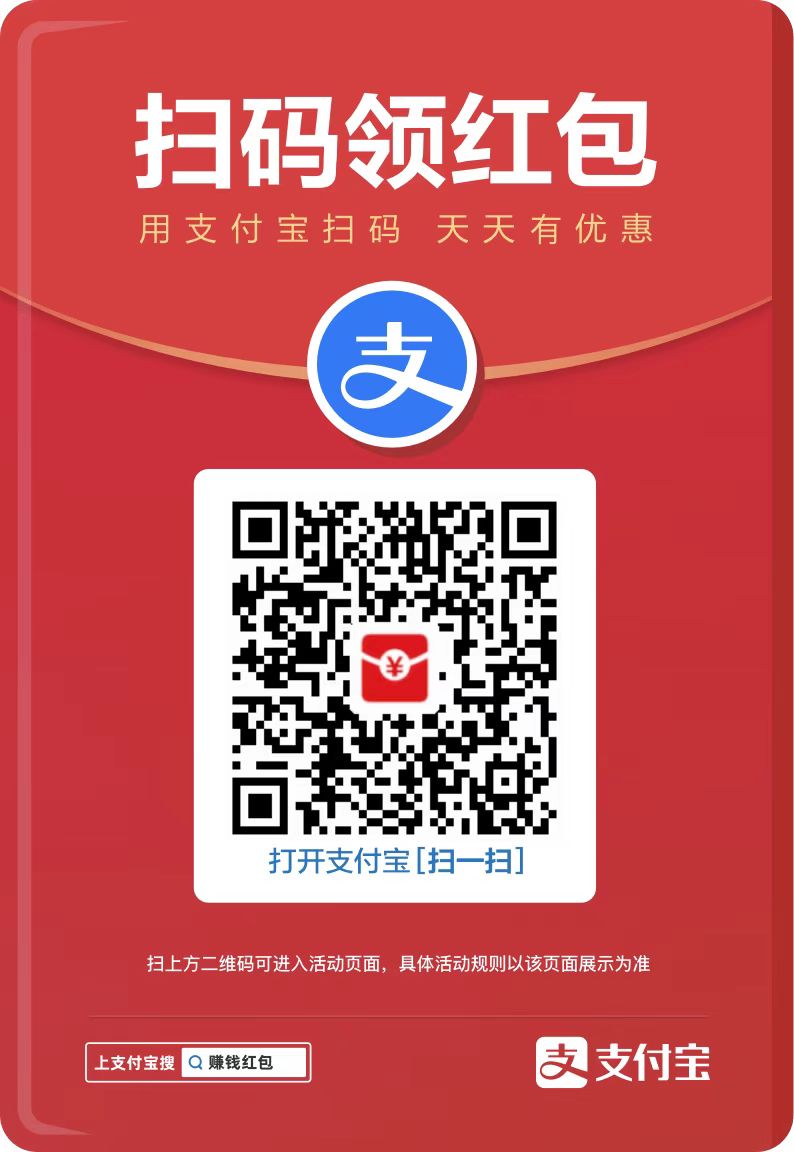 扫码领红包
用支付宝扫码 天天有优惠
支
¥
打开支付宝[扫一扫]
扫上方二维码可进入活动页面，具体活动规则以该页面展示为准
上支付宝搜 赚钱红包
支 支付宝